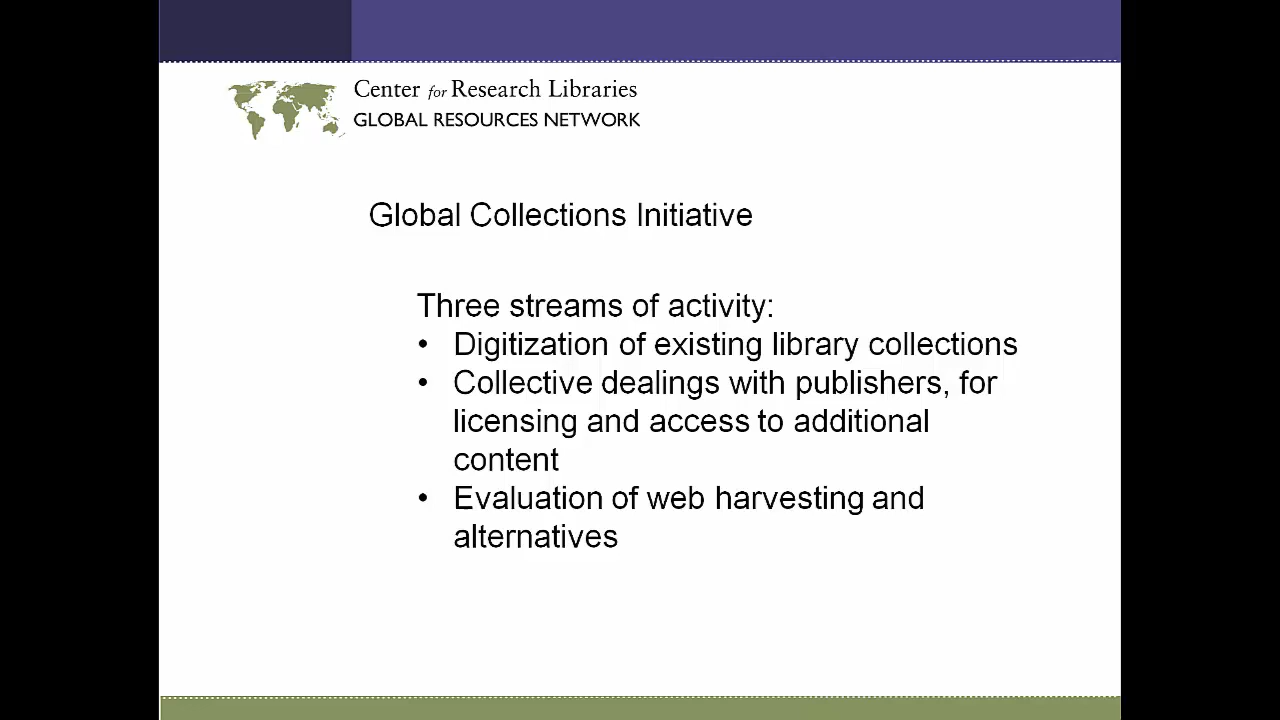 Center for Research Libraries
GLOBAL RESOURCES NETWORK
Global Collections Initiative
Three streams of activity:
• Digitization of existing library collections
• Collective dealings with publishers, for
licensing and access to additional
content
• Evaluation of web harvesting and
alternatives